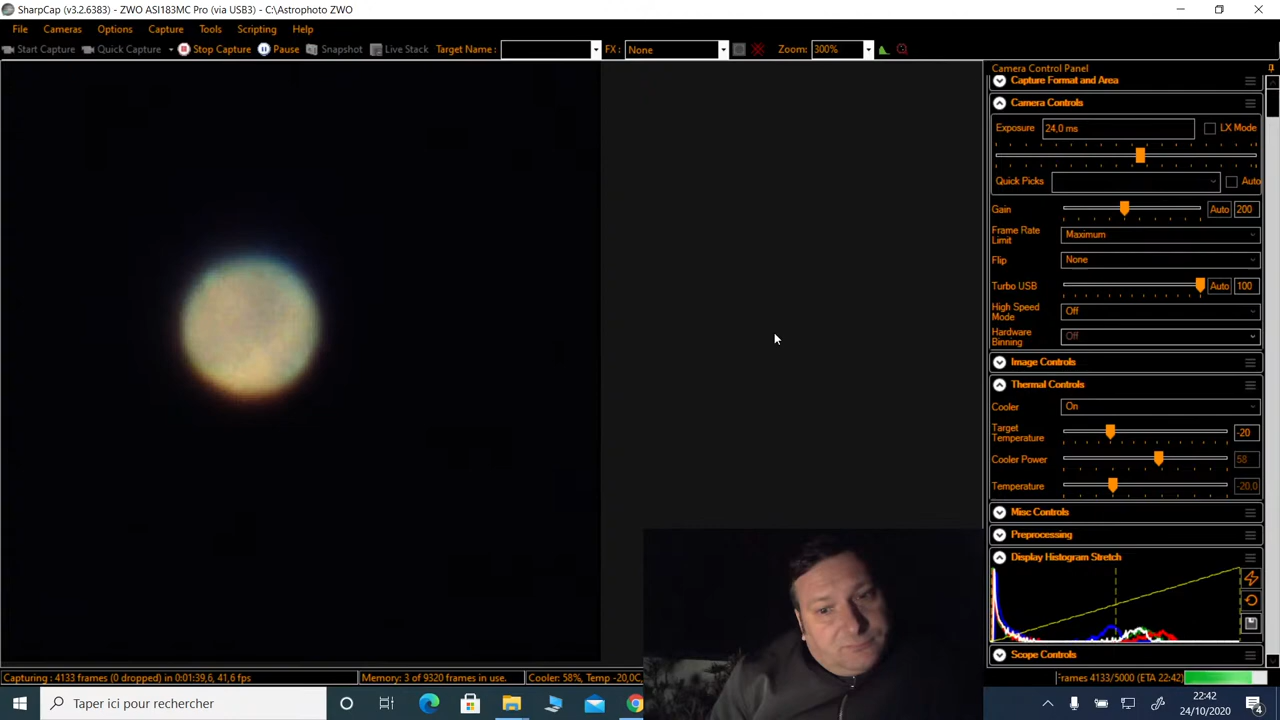 SharpCap (v3.2.6383) - ZWO ASI183MC Pro (via USB3) - C:\Astrophoto ZWO
File Cameras Options Capture Tools Scripting Help
Start Capture Quick Capture Stop Capture Pause Snapshot Live Stack Target Name : FX : None Zoom: 300%
Camera Control Panel
Capture Format and Area
Camera Controls
Exposure 24,0 ms LX Mode
Quick Picks Auto
Gain Auto 200
Frame Rate Limit Maximum
Flip None
Turbo USB Auto 100
High Speed Mode Off
Hardware Binning Off
Image Controls
Thermal Controls
Cooler On
Target Temperature -20
Cooler Power 58
Temperature -20,0
Misc Controls
Preprocessing
Display Histogram Stretch
Scope Controls
Capturing : 4133 frames (0 dropped) in 0:01:39,6, 41,6 fps Memory: 3 of 9320 frames in use. Cooler: 58%, Temp -20,0C, Frames 4133/5000 (ETA 22:42)
Taper ici pour rechercher
22:42
24/10/2020
4